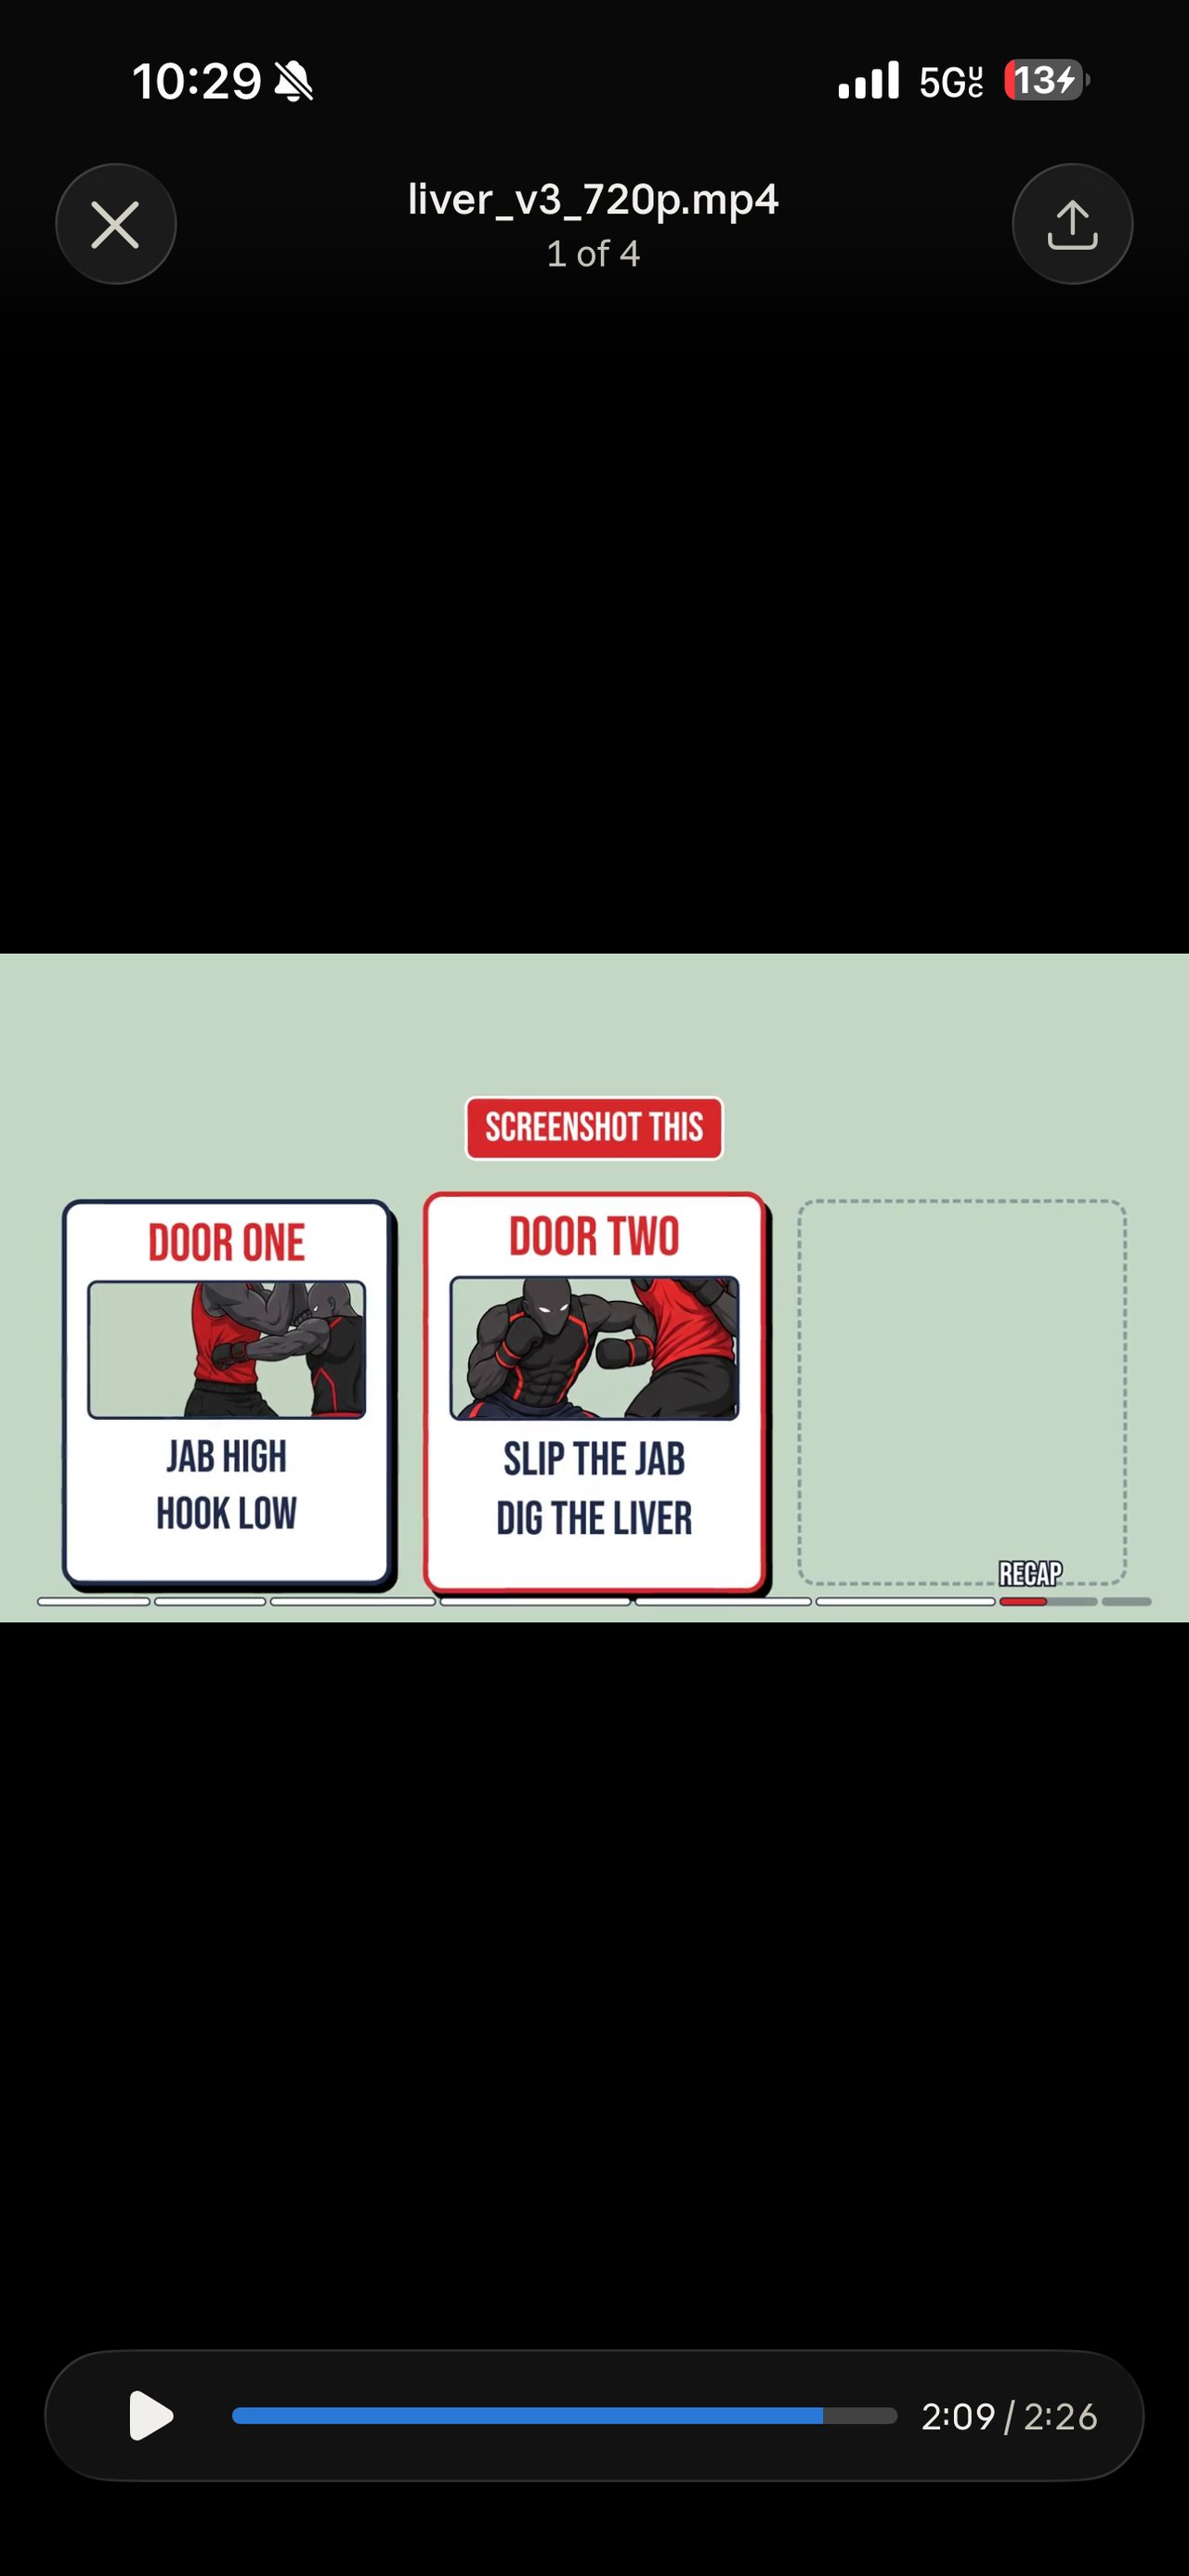 10:29
5G UC
13
liver_v3_720p.mp4
1 of 4
SCREENSHOT THIS
DOOR ONE
JAB HIGH
HOOK LOW
DOOR TWO
SLIP THE JAB
DIG THE LIVER
RECAP
2:09 / 2:26